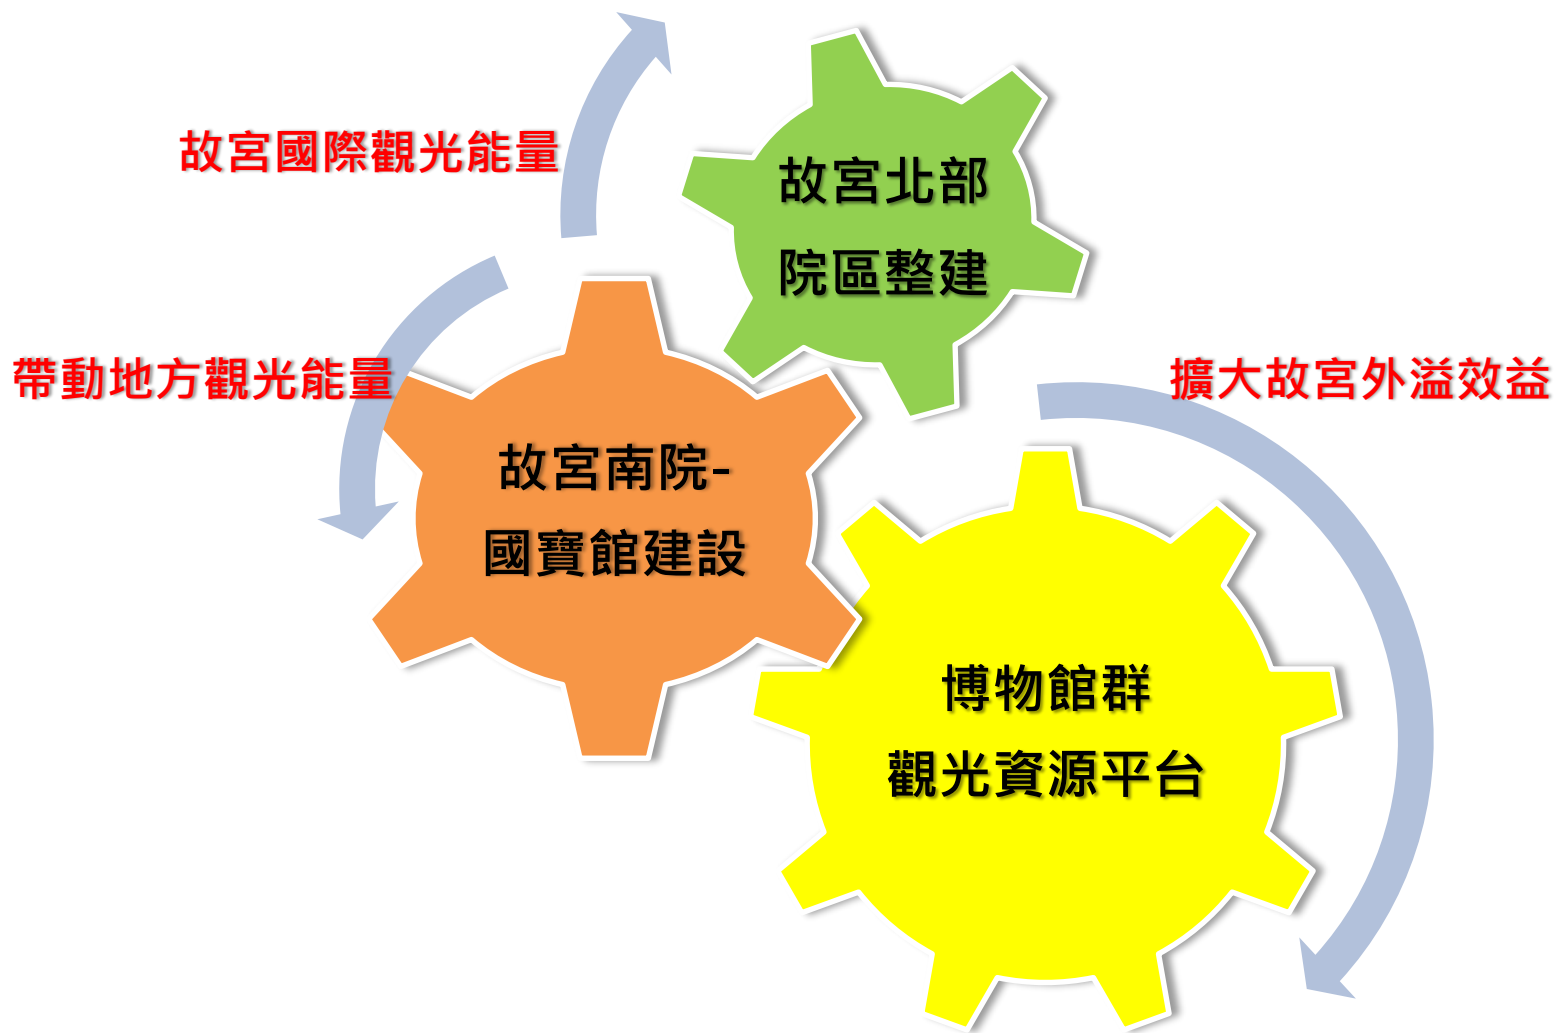 故宮國際觀光能量
故宮北部
院區整建
帶動地方觀光能量
擴大故宮外溢效益
故宮南院-
國寶館建設
博物館群
觀光資源平台